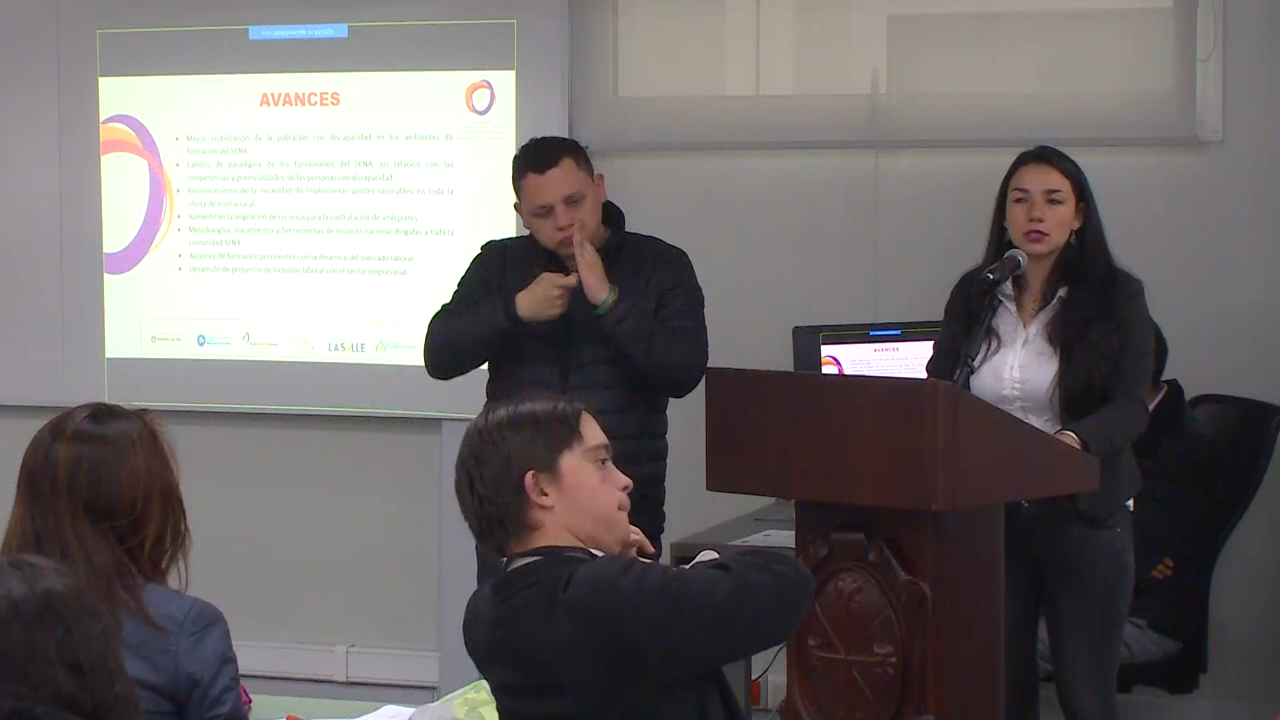 AVANCES
Mayor visibilización de la población con discapacidad en los ambientes de
formación del SENA.
Cambio de paradigma de los funcionarios del SENA, en relación con las
competencias y potencialidades de las personas con discapacidad.
Reconocimiento de la necesidad de implementar ajustes razonables en toda la
oferta de institucional.
Aumento en la asignación de recursos para la contratación de intérpretes.
Metodologías, lineamientos y herramientas de impacto nacional dirigidas a toda la
comunidad SENA.
Acciones de formación pertinentes con la dinámica del mercado laboral.
Desarrollo de proyectos de inclusión laboral con el sector empresarial.
LASALLE
AVANCES